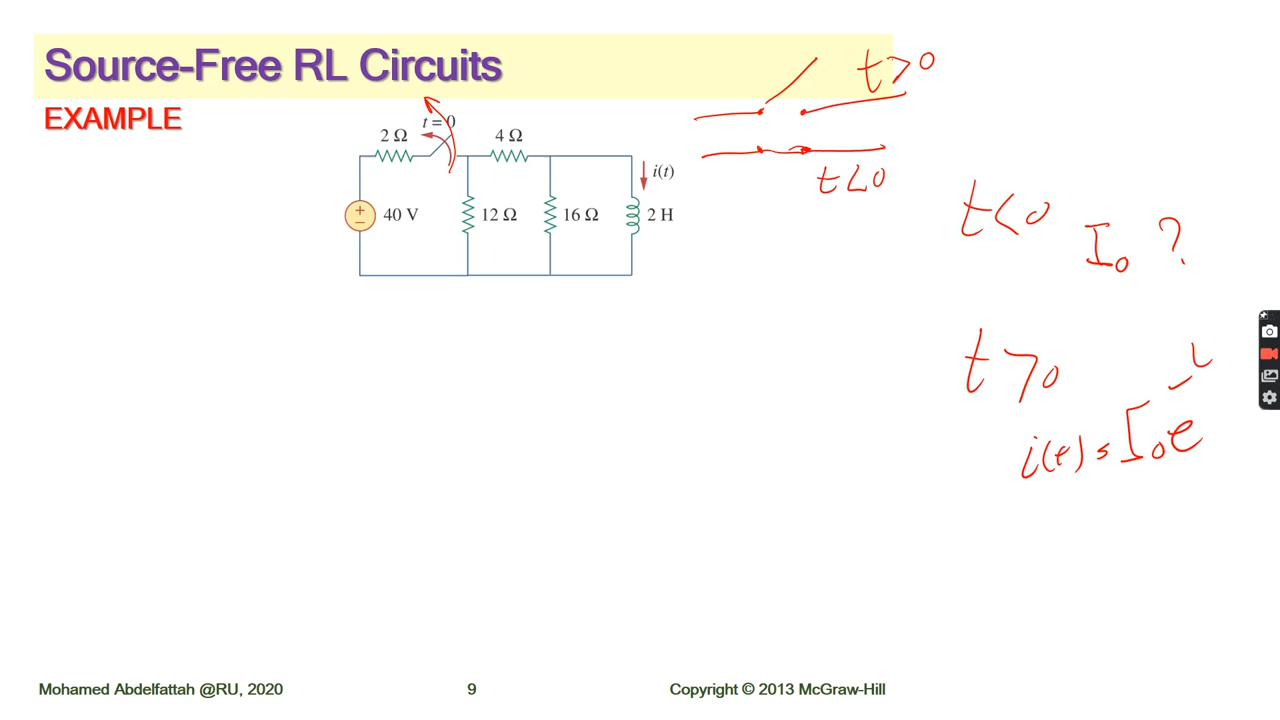 Source-Free RL Circuits
EXAMPLE
t = 0
2 Ω
4 Ω
i(t)
40 V
12 Ω
16 Ω
2 H
t > 0
t < 0
t < 0
I₀ ?
t > 0
i(t) = I₀ e
Mohamed Abdelfattah @RU, 2020
9
Copyright © 2013 McGraw-Hill